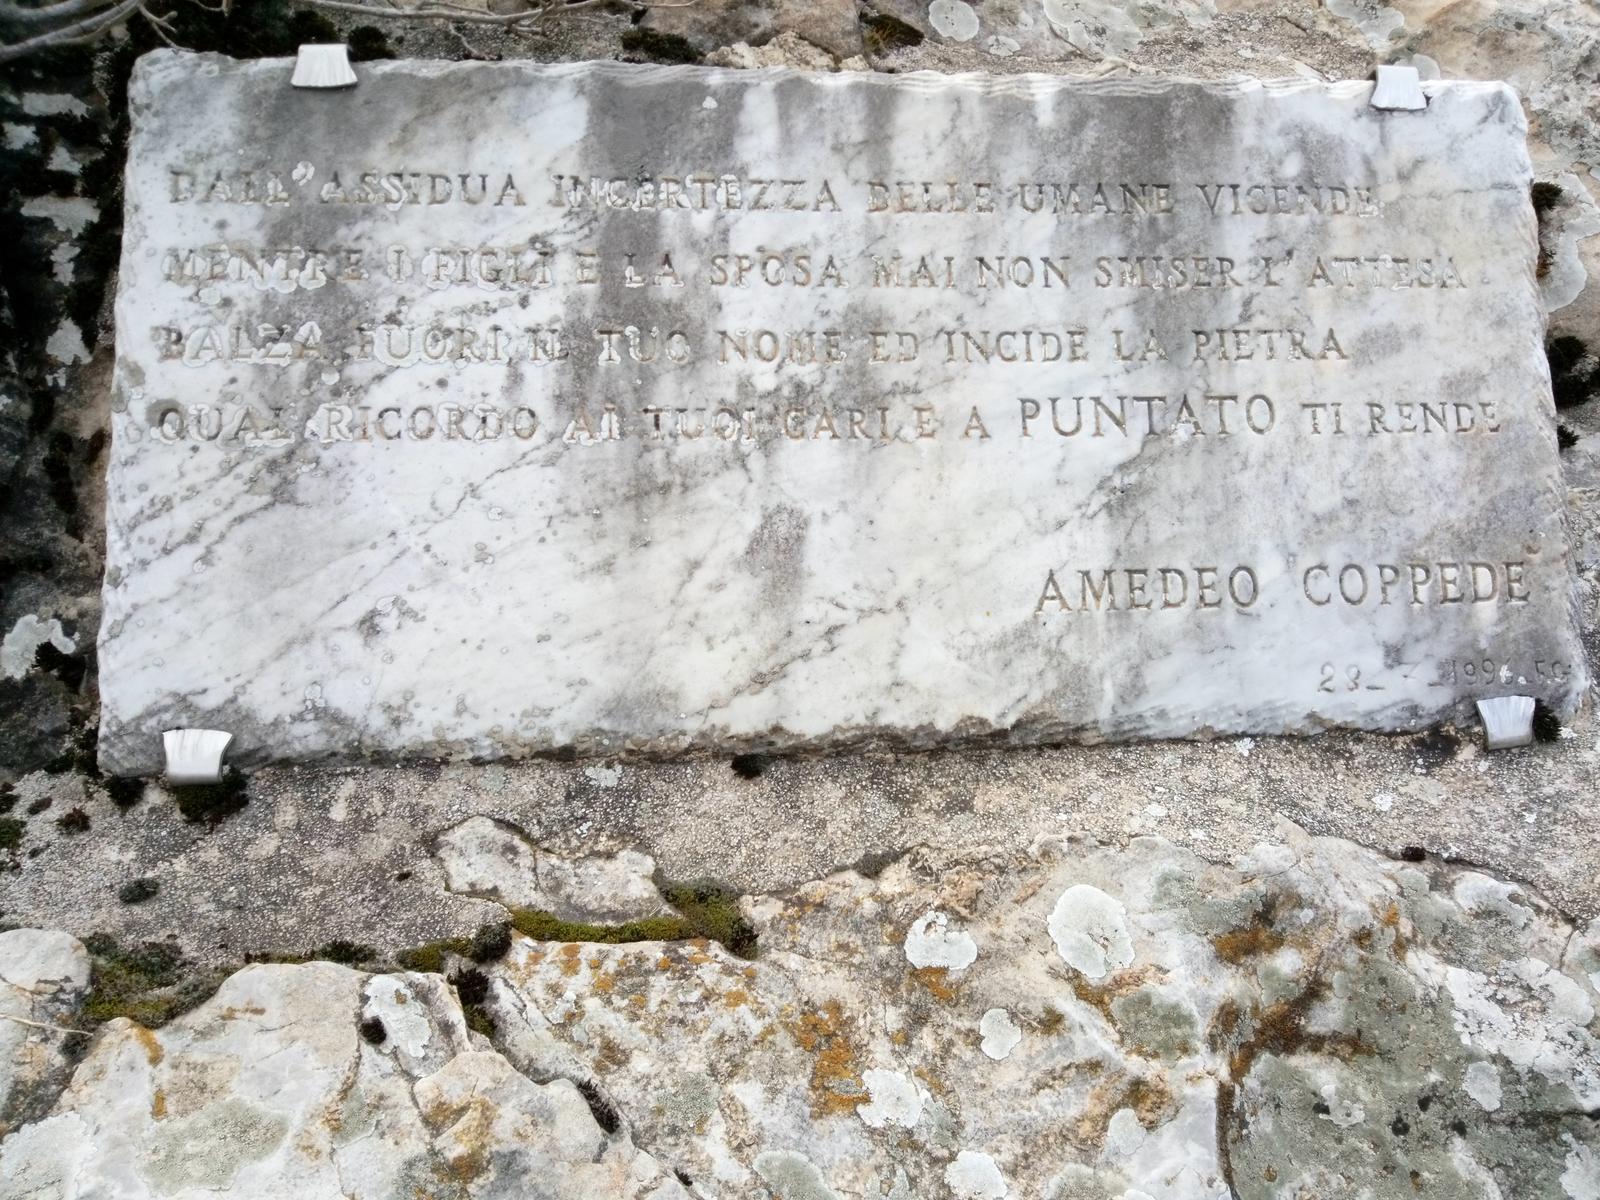 DALL'ASSIDUA INCERTEZZA DELLE UMANE VICENDE
MENTRE I FIGLI E LA SPOSA MAI NON SMISER L'ATTESA
BALZA FUORI IL TUO NOME ED INCIDE LA PIETRA
QUAL RICORDO AI TUOI CARI E A PUNTATO TI RENDE
AMEDEO COPPEDE